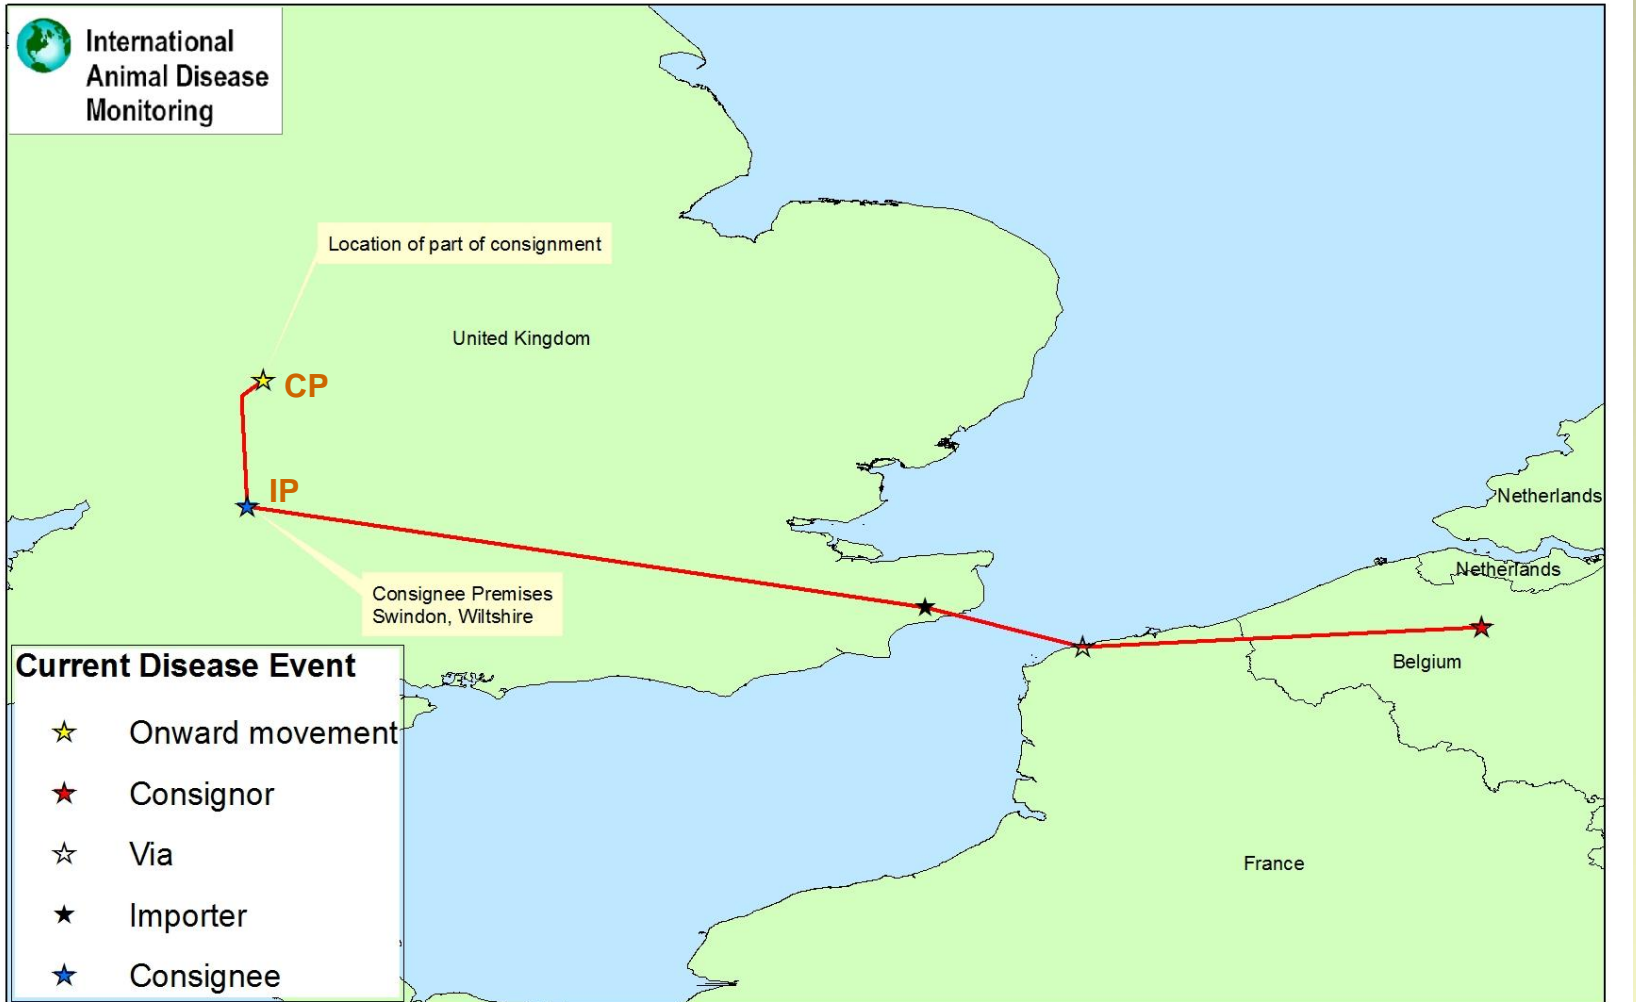 International
Animal Disease
Monitoring
Location of part of consignment
United Kingdom
CP
IP
Netherlands
Netherlands
Consignee Premises
Swindon, Wiltshire
Belgium
France
Current Disease Event
Onward movement
Consignor
Via
Importer
Consignee